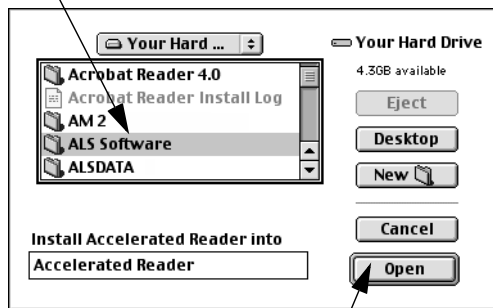 Your Hard ...
Acrobat Reader 4.0
Acrobat Reader Install Log
AM 2
ALS Software
ALSDATA
Install Accelerated Reader into
Accelerated Reader
Your Hard Drive
4.3GB available
Eject
Desktop
New
Cancel
Open